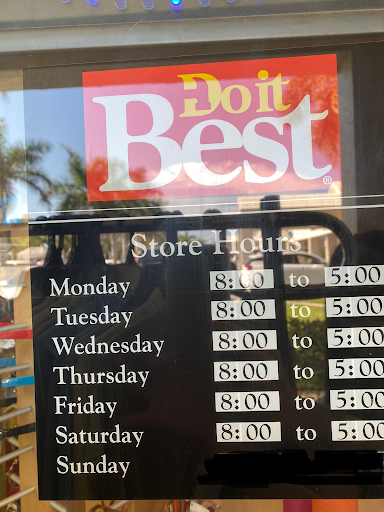 Do it
Best®
Store Hours
Monday 8:00 to 5:00
Tuesday 8:00 to 5:00
Wednesday 8:00 to 5:00
Thursday 8:00 to 5:00
Friday 8:00 to 5:00
Saturday 8:00 to 5:00
Sunday